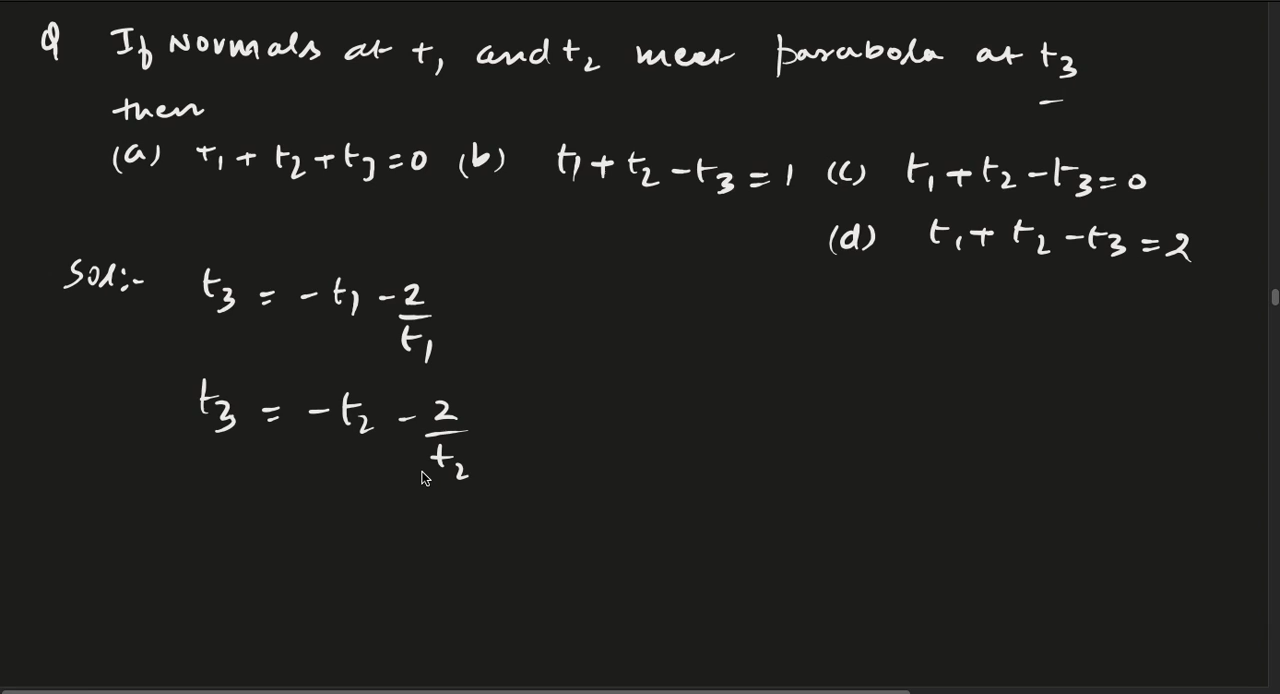 Q If Normals at t₁ and t₂ meet parabola at t₃
then
(a) t₁ + t₂ + t₃ = 0 (b) t₁ + t₂ - t₃ = 1 (c) t₁ + t₂ - t₃ = 0
(d) t₁ + t₂ - t₃ = 2
Sol:- t₃ = - t₁ - 2/t₁
t₃ = - t₂ - 2/t₂